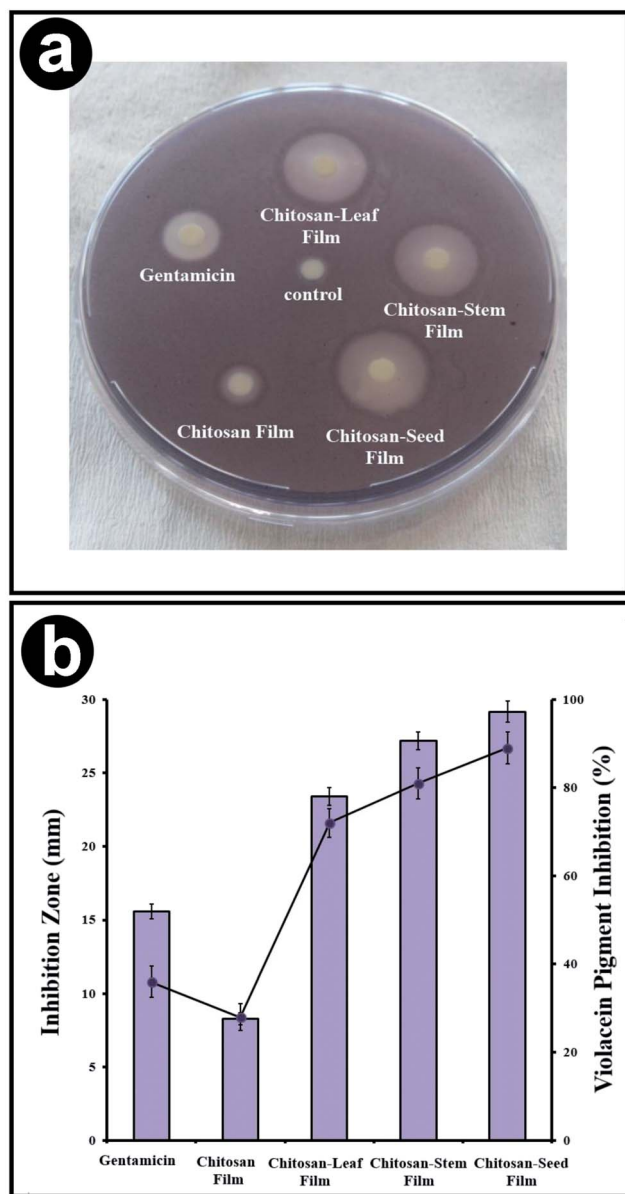 a
Chitosan-Leaf
Film
Gentamicin
control
Chitosan-Stem
Film
Chitosan Film
Chitosan-Seed
Film
b
30
25
20
15
10
5
0
Inhibition Zone (mm)
100
80
60
40
20
0
Violacein Pigment Inhibition (%)
Gentamicin
Chitosan
Film
Chitosan-Leaf
Film
Chitosan-Stem
Film
Chitosan-Seed
Film